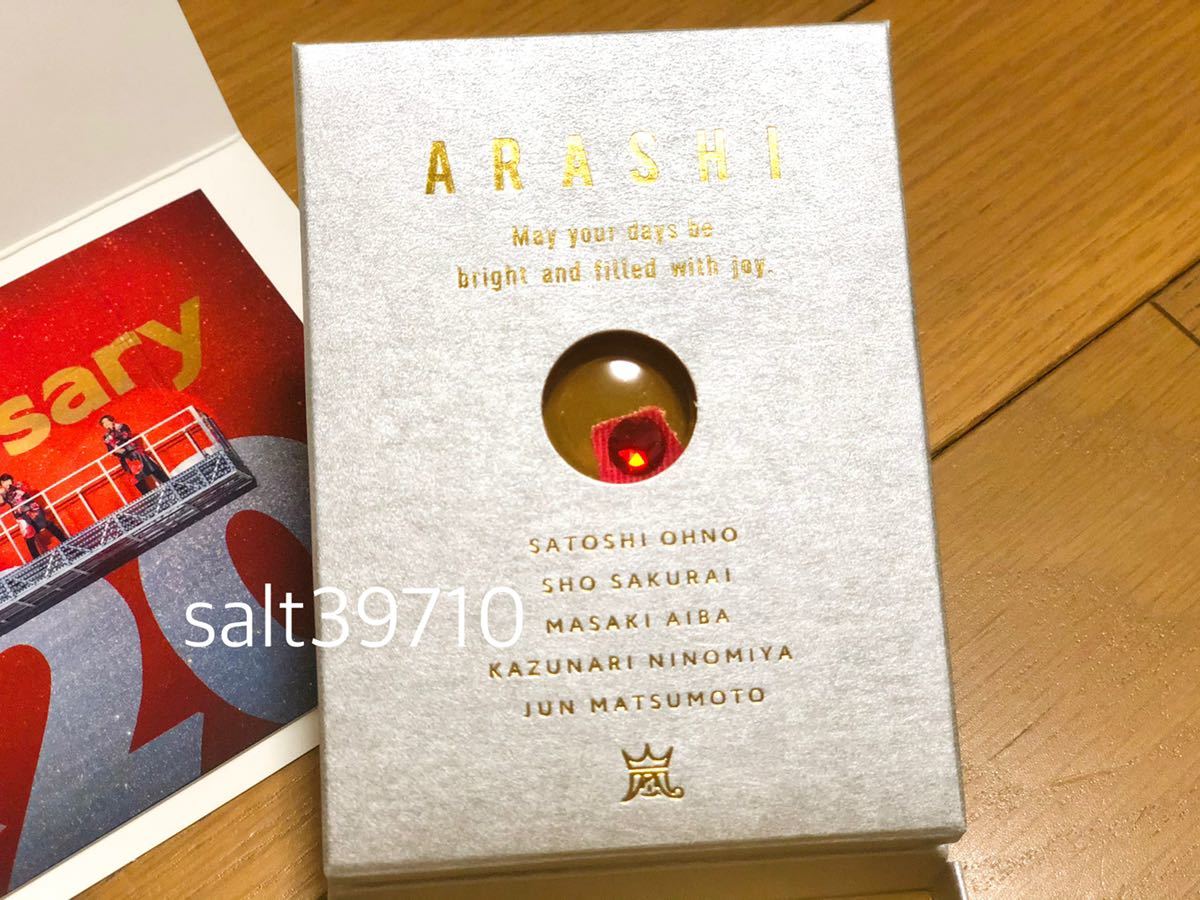 ARASHI
May your days be
bright and filled with joy.
sary
20
SATOSHI OHNO
SHO SAKURAI
MASAKI AIBA
KAZUNARI NINOMIYA
JUN MATSUMOTO
嵐
salt39710